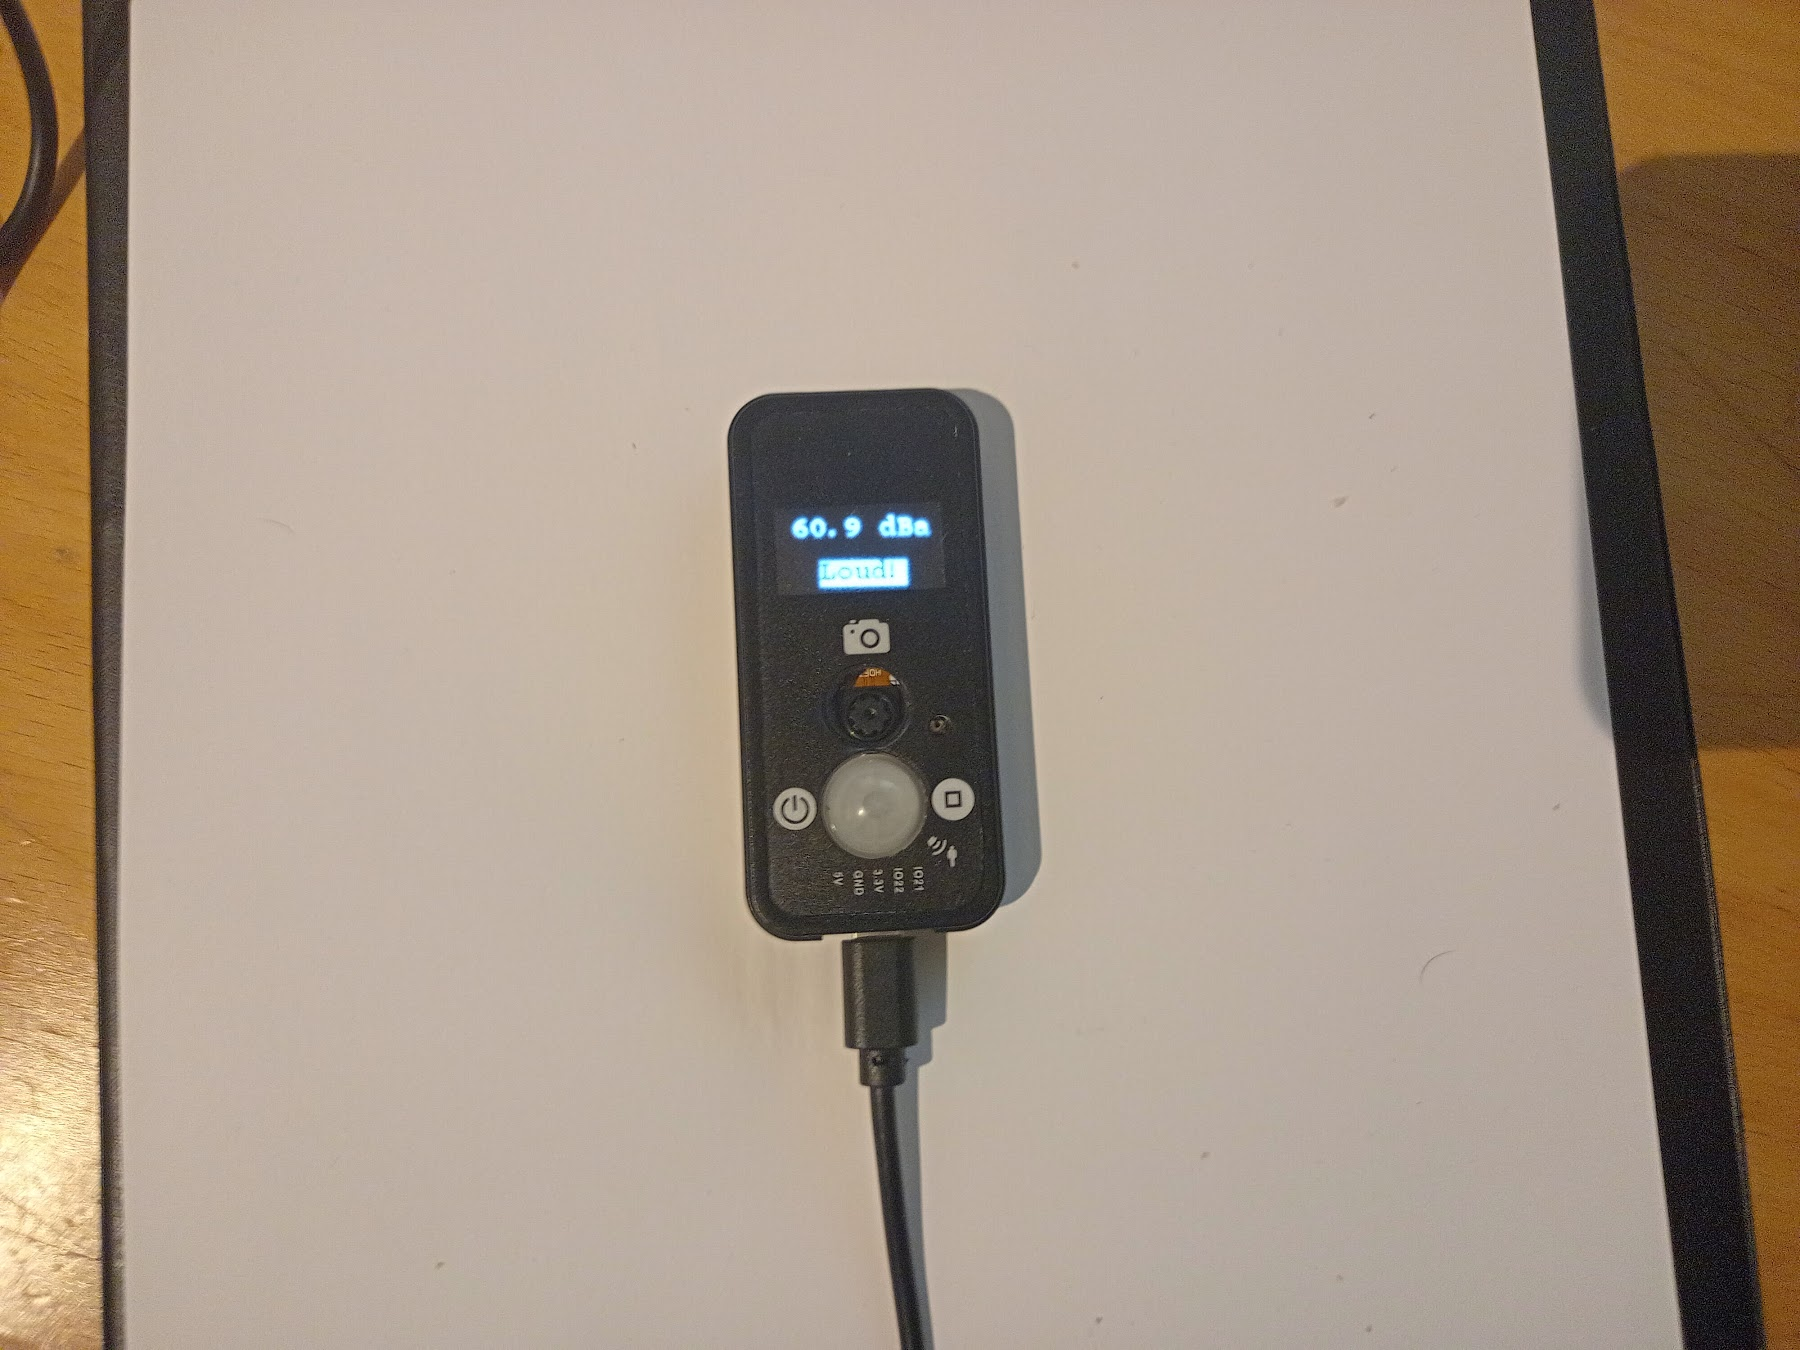 60.9 dBa
Loud!
5V
GND
3.3V
IO22
IO21